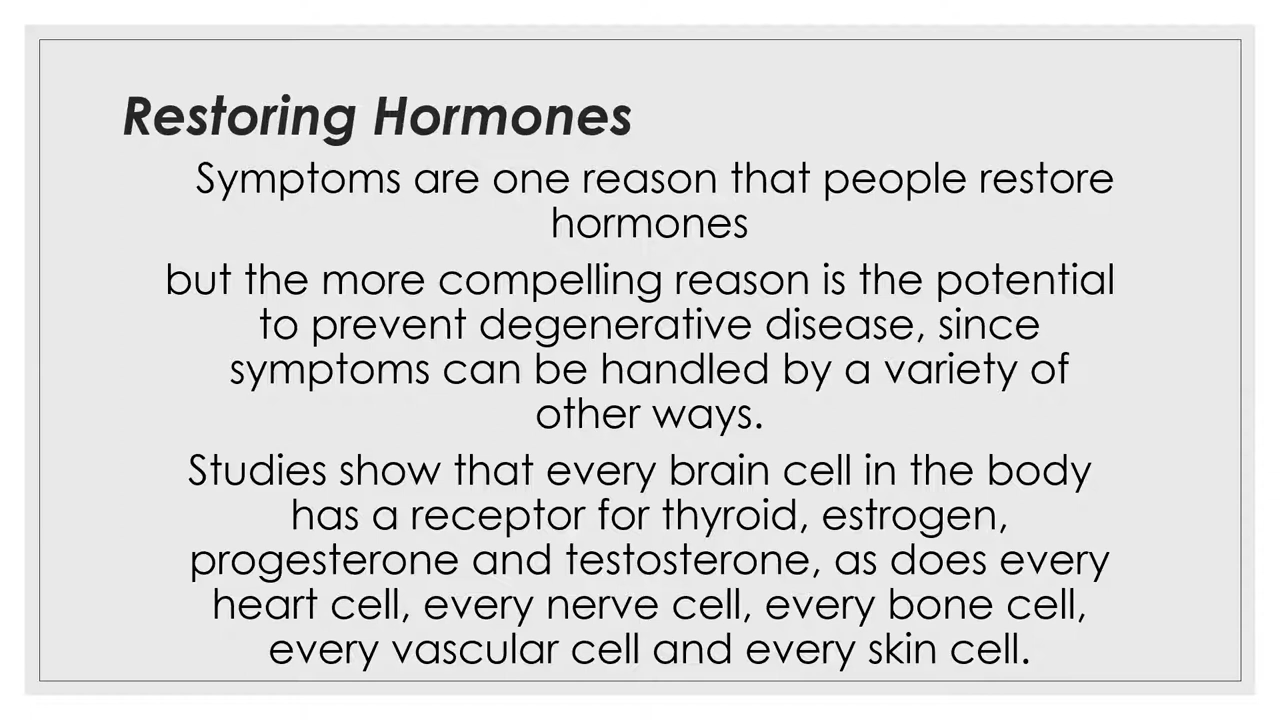 Restoring Hormones
Symptoms are one reason that people restore
hormones
but the more compelling reason is the potential
to prevent degenerative disease, since
symptoms can be handled by a variety of
other ways.
Studies show that every brain cell in the body
has a receptor for thyroid, estrogen,
progesterone and testosterone, as does every
heart cell, every nerve cell, every bone cell,
every vascular cell and every skin cell.